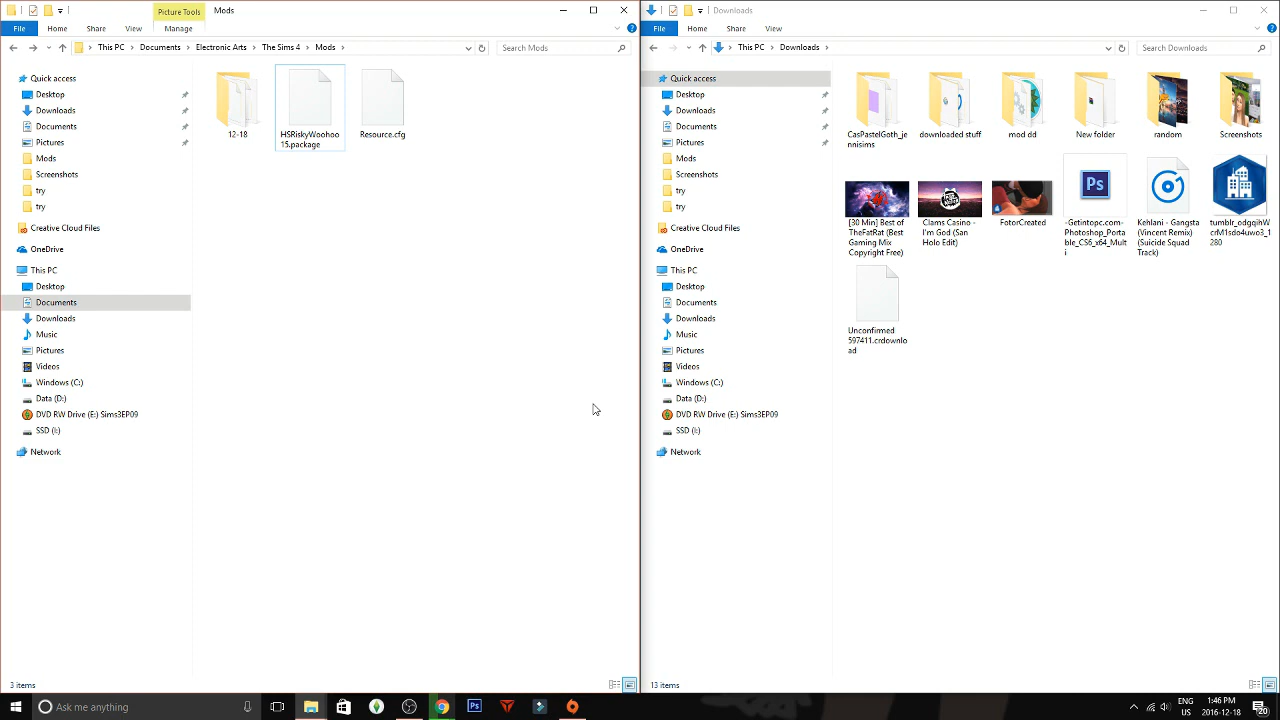 Picture Tools
Mods
File
Home
Share
View
Manage
This PC > Documents > Electronic Arts > The Sims 4 > Mods >
Search Mods
Quick access
Desktop
Downloads
Documents
Pictures
Mods
Screenshots
try
try
Creative Cloud Files
OneDrive
This PC
Desktop
Documents
Downloads
Music
Pictures
Videos
Windows (C:)
Data (D:)
DVD RW Drive (E:) Sims3EP09
SSD (I:)
Network
12-18
HSRiskyWoohoo
15.package
Resource.cfg
3 items
Downloads
File
Home
Share
View
This PC > Downloads >
Search Downloads
Quick access
Desktop
Downloads
Documents
Pictures
Mods
Screenshots
try
try
Creative Cloud Files
OneDrive
This PC
Desktop
Documents
Downloads
Music
Pictures
Videos
Windows (C:)
Data (D:)
DVD RW Drive (E:) Sims3EP09
SSD (I:)
Network
CasPastelGoth_je
nnisims
downloaded stuff
mod dd
New folder
random
Screenshots
[30 Min] Best of
TheFatRat (Best
Gaming Mix
Copyright Free)
Clams Casino -
I'm God (San
Holo Edit)
FotorCreated
Ps
-Getintopc.com-
Photoshop_Porta
ble_CS6_x64_Mult
i
Kehlani - Gangsta
(Vincent Remix)
(Suicide Squad
Track)
tumblr_odgqihW
crM1sdo4uwo3_1
280
Unconfirmed
597411.crdownlo
ad
13 items
Ask me anything
Ps
ENG
US
1:46 PM
2016-12-18